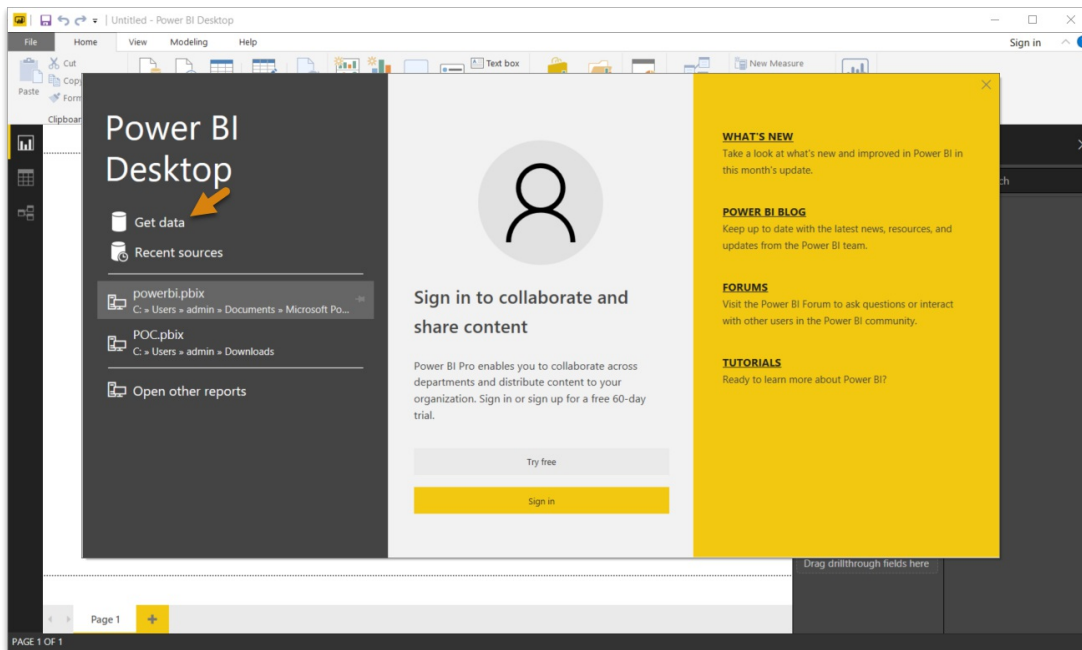 Untitled - Power BI Desktop
File Home View Modeling Help Sign in
Cut
Text box
New Measure
Paste
Clipboar
Power BI
Desktop
Get data
Recent sources
powerbi.pbix
C: » Users » admin » Documents » Microsoft Po...
POC.pbix
C: » Users » admin » Downloads
Open other reports
Sign in to collaborate and
share content
Power BI Pro enables you to collaborate across
departments and distribute content to your
organization. Sign in or sign up for a free 60-day
trial.
Try free
Sign in
WHAT'S NEW
Take a look at what's new and improved in Power BI in
this month's update.
POWER BI BLOG
Keep up to date with the latest news, resources, and
updates from the Power BI team.
FORUMS
Visit the Power BI Forum to ask questions or interact
with other users in the Power BI community.
TUTORIALS
Ready to learn more about Power BI?
Drag drillthrough fields here
Page 1
PAGE 1 OF 1